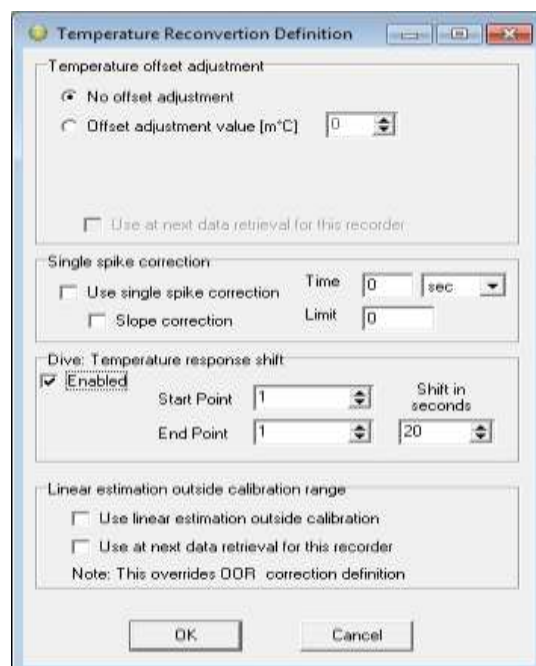 Temperature Reconvertion Definition
Temperature offset adjustment
No offset adjustment
Offset adjustment value [m°C] 0
Use at next data retrieval for this recorder
Single spike correction
Use single spike correction Time 0 sec
Slope correction Limit 0
Dive: Temperature response shift
Enabled
Start Point 1 Shift in
seconds
End Point 1 20
Linear estimation outside calibration range
Use linear estimation outside calibration
Use at next data retrieval for this recorder
Note: This overrides OOR correction definition
OK Cancel